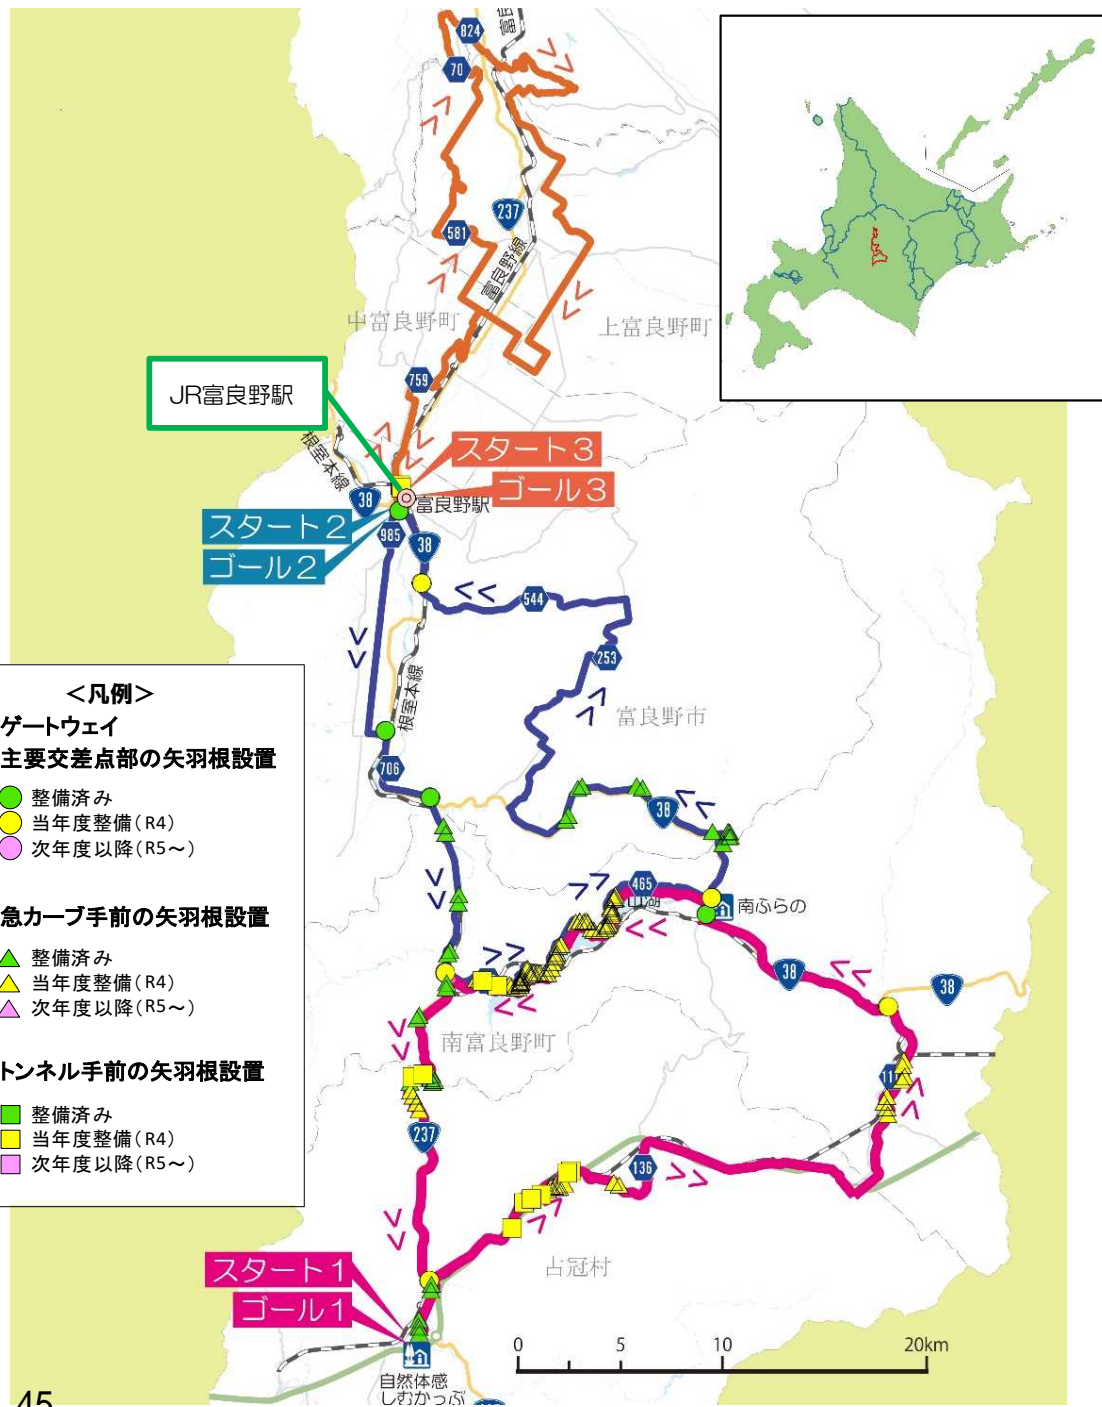 824
富良
70
237
581
富良野線
中富良野町
上富良野町
JR富良野駅
759
根室本線
スタート3
ゴール3
38
富良野駅
スタート2
ゴール2
985
38
544
253
根室本線
富良野市
<凡例>
ゲートウェイ
主要交差点部の矢羽根設置
整備済み
当年度整備(R4)
次年度以降(R5~)
急カーブ手前の矢羽根設置
整備済み
当年度整備(R4)
次年度以降(R5~)
トンネル手前の矢羽根設置
整備済み
当年度整備(R4)
次年度以降(R5~)
706
38
465
山湖
南ふらの
38
38
南富良野町
11
237
136
占冠村
スタート1
ゴール1
0 5 10 20km
自然体感
しむかっぷ
45